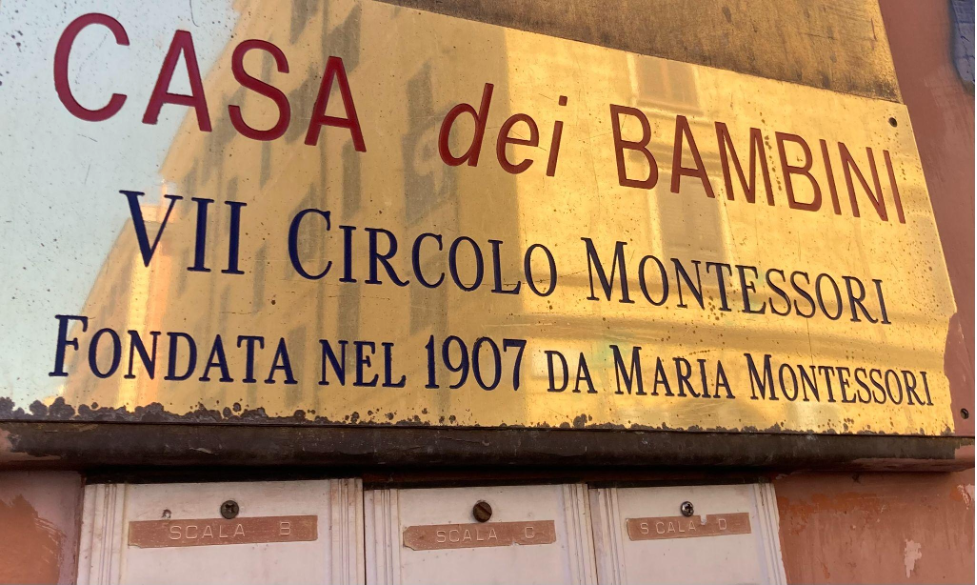 CASA dei BAMBINI
VII CIRCOLO MONTESSORI
FONDATA NEL 1907 DA MARIA MONTESSORI
SCALA B
SCALA C
SCALA D